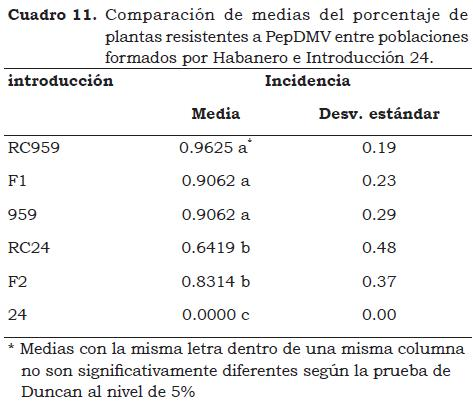 Cuadro 11. Comparación de medias del porcentaje de
plantas resistentes a PepDMV entre poblaciones
formados por Habanero e Introducción 24.
introducción Incidencia
Media Desv. estándar
RC959 0.9625 a* 0.19
F1 0.9062 a 0.23
959 0.9062 a 0.29
RC24 0.6419 b 0.48
F2 0.8314 b 0.37
24 0.0000 c 0.00
* Medias con la misma letra dentro de una misma columna
no son significativamente diferentes según la prueba de
Duncan al nivel de 5%